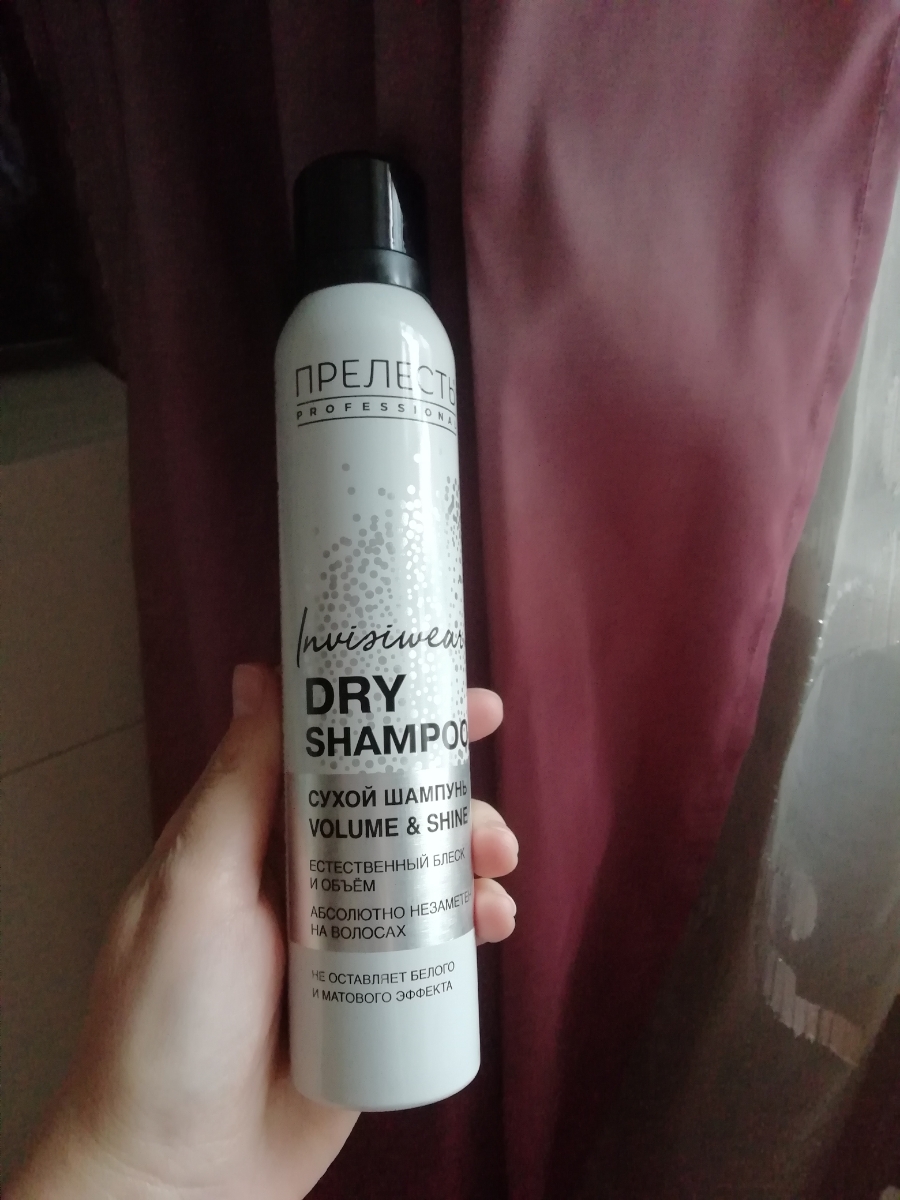 ПРЕЛЕСТЬ
PROFESSIONAL
Invisiwear
DRY
SHAMPOO
СУХОЙ ШАМПУНЬ
VOLUME & SHINE
ЕСТЕСТВЕННЫЙ БЛЕСК
И ОБЪЁМ
АБСОЛЮТНО НЕЗАМЕТЕН
НА ВОЛОСАХ
НЕ ОСТАВЛЯЕТ БЕЛОГО
И МАТОВОГО ЭФФЕКТА